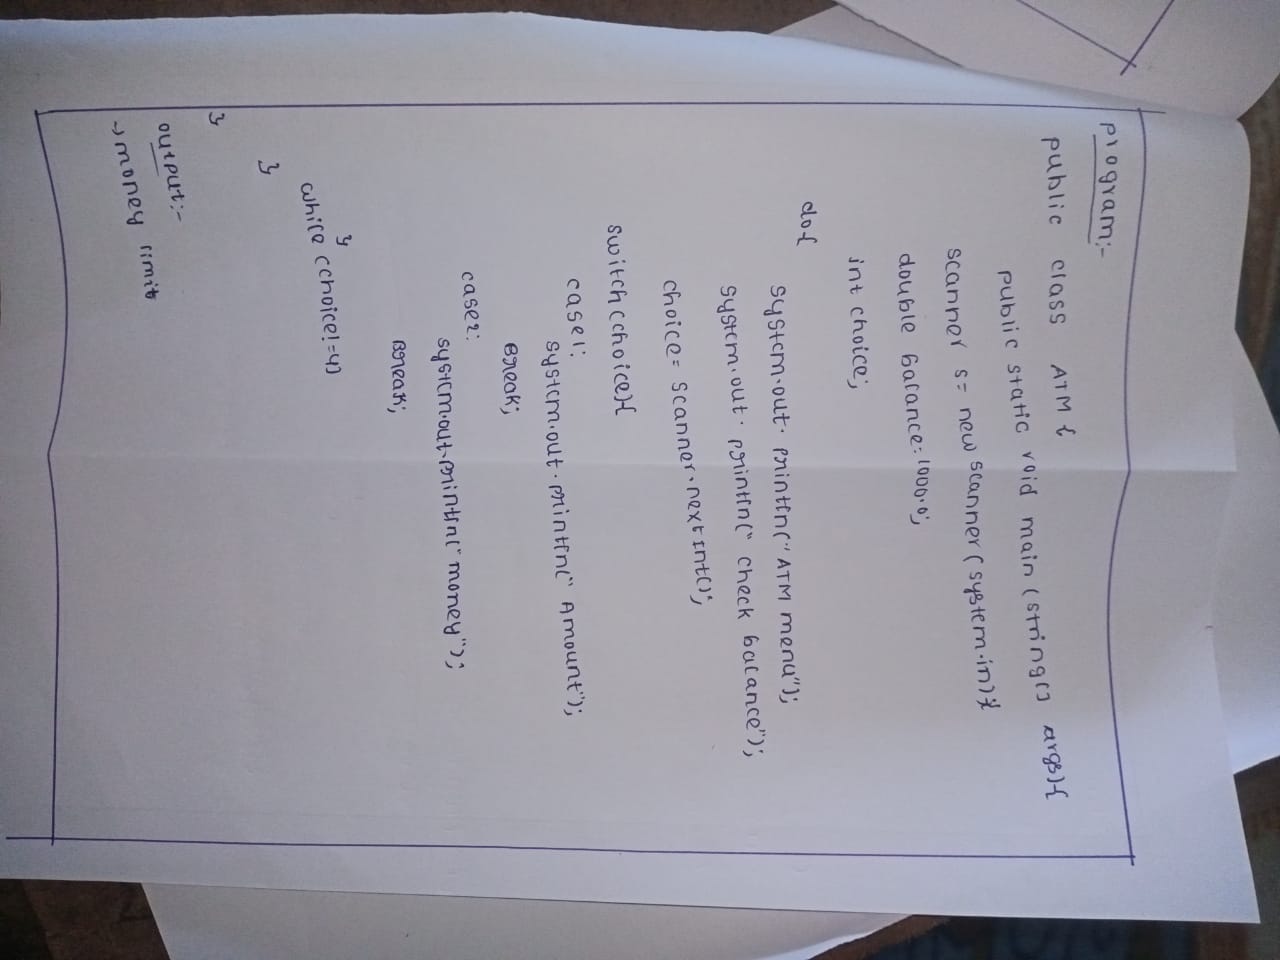 program:-
public class ATM {
public static void main (string[] args){
scanner s= new scanner(system.in);
double balance=1000.0;
int choice;
do{
system.out.println("ATM menu");
system.out.println(" check balance");
choice= scanner.nextInt();
switch(choice){
case1:
system.out.println(" Amount");
Break;
case2:
system.out.println("money");
Break;
}
while (choice!=4)
}
}
output:-
→ money limit